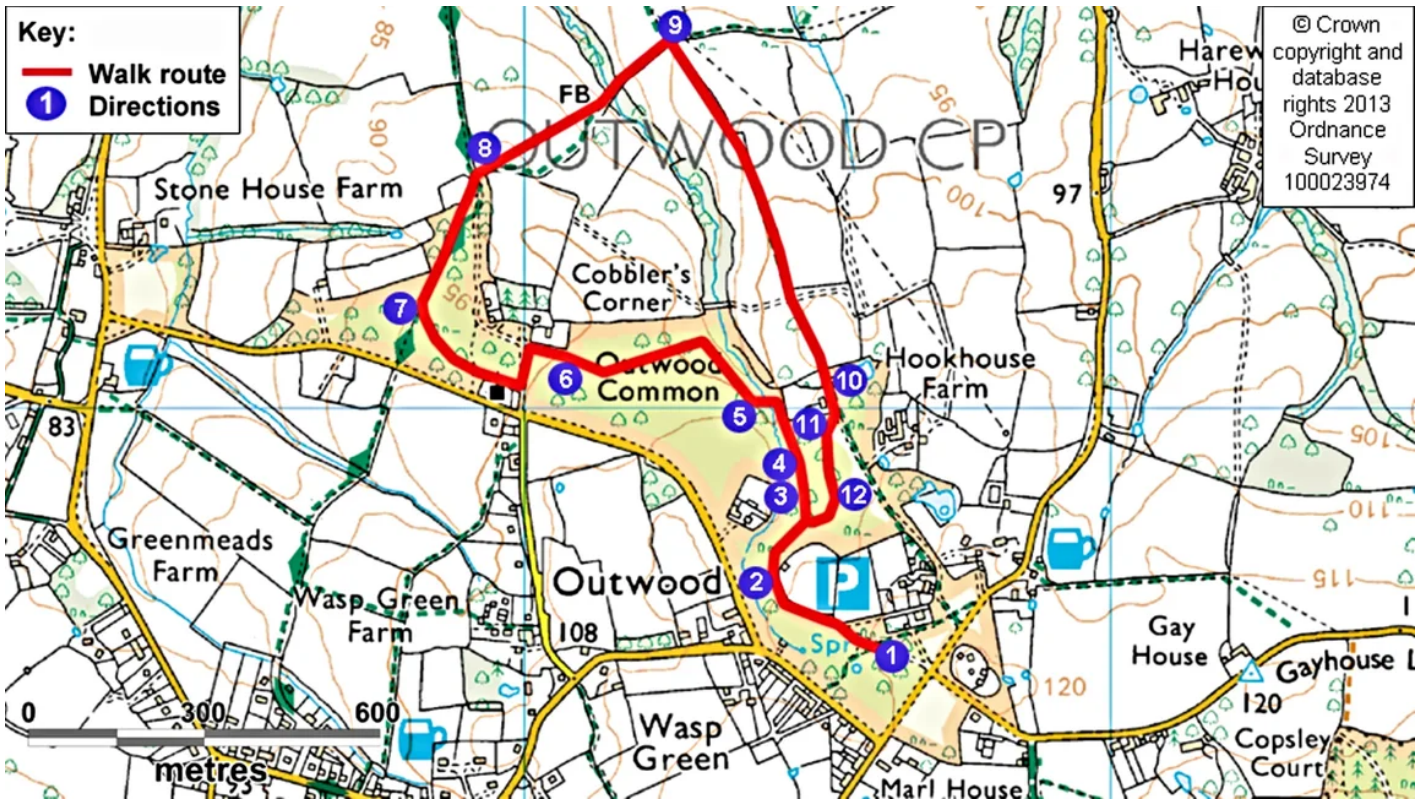 Key:
Walk route
1 Directions
© Crown
copyright and
database
rights 2013
Ordnance
Survey
100023974
9
Harew
Hou
85
FB
95
90
OUTWOOD CP
8
Stone House Farm
97
100
Cobbler's
Corner
95
7
Hookhouse
Farm
10
Outwood
Common
6
5
11
83
105
4
3
12
110
Greenmeads
Farm
Outwood
2
P
115
Wasp Green
Farm
108
Spr
1
Gay
House
Gayhouse L
120
120
0 300 600
metres
Wasp
Green
Copsley
Court
Marl House